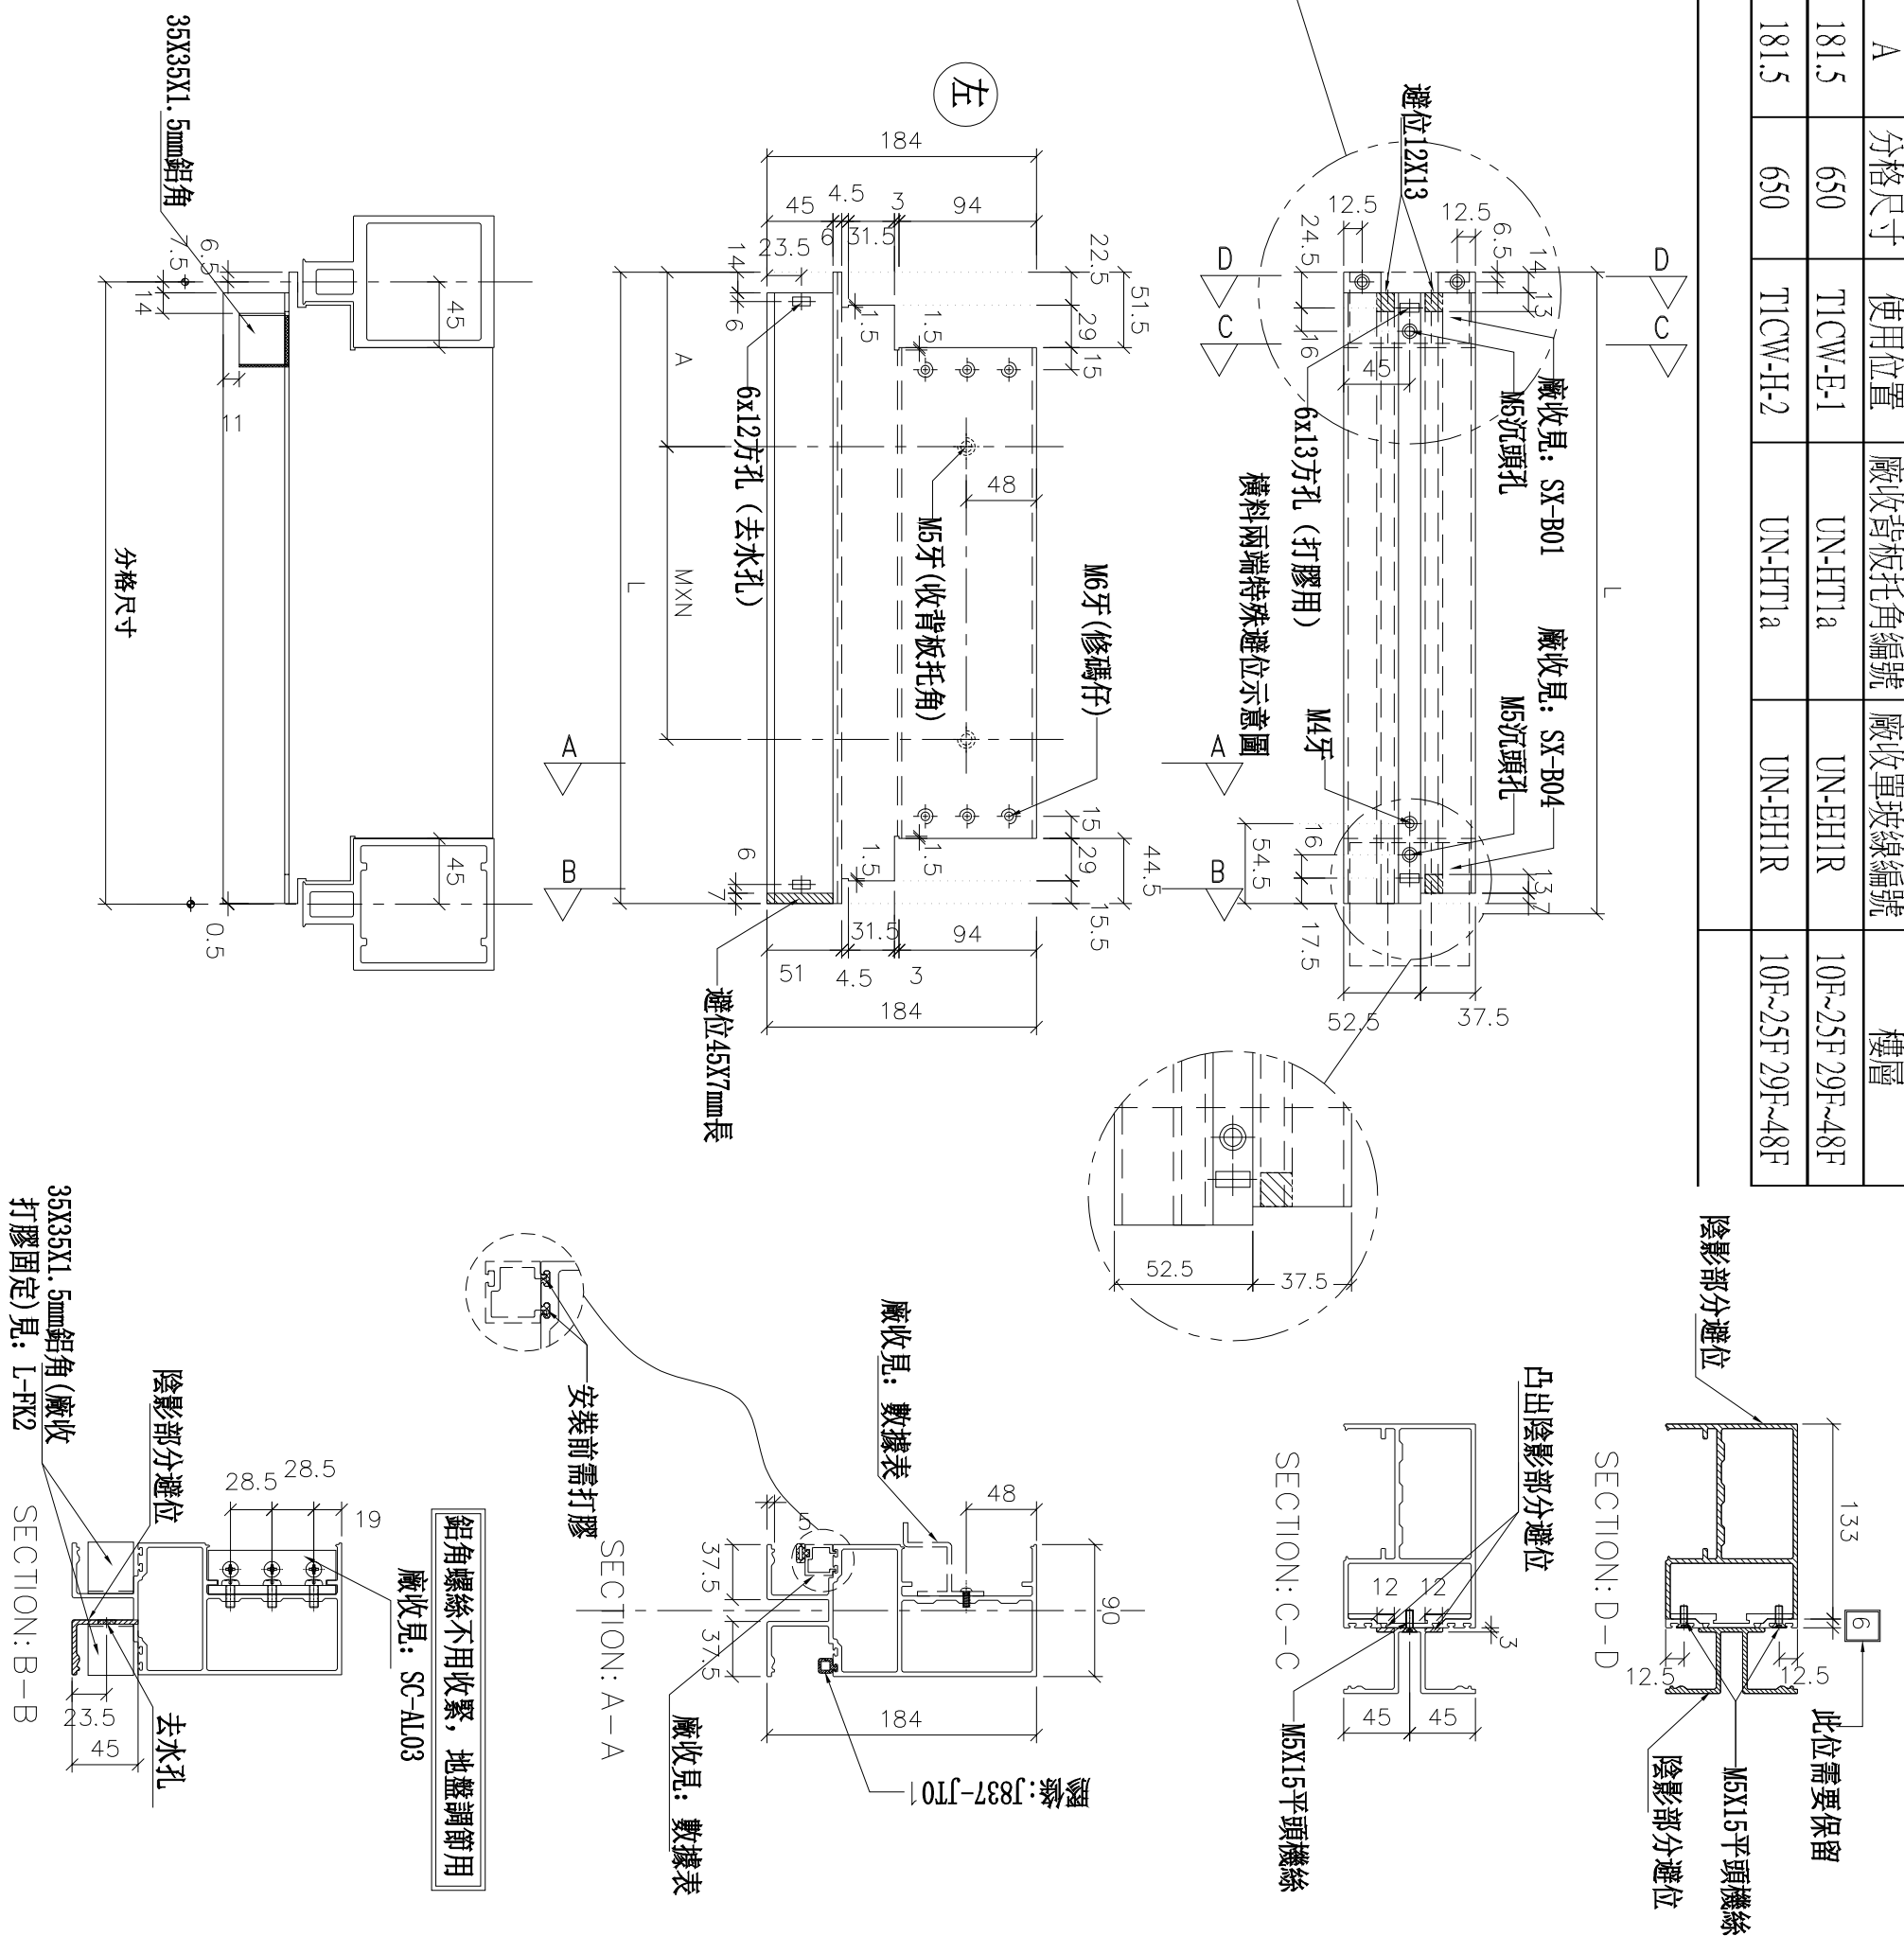 A 分格尺寸 使用位置 廠收背板托角編號 廠收單玻線編號 樓層
181.5 650 T1CW-E-1 UN-HT1a UN-EH1R 10F~25F 29F~48F
181.5 650 T1CW-H-2 UN-HT1a UN-EH1R 10F~25F 29F~48F
避位12X13
12.5
12.5
6.5
24.5
14
13
D
D
C
C
16
45
L
廠收見: SX-B01
M5沉頭孔
6x13方孔 (打膠用)
橫料兩端特殊避位示意圖
廠收見: SX-B04
M5沉頭孔
M4牙
A
A
B
B
16
54.5
13
7
17.5
52.5
37.5
52.5
37.5
左
184
45
4.5
6
31.5
3
94
23.5
14
6
22.5
51.5
29
15
1.5
1.5
A
MXN
L
48
6x12方孔 (去水孔)
M5牙(收背板托角)
M6牙(修碼仔)
15
29
44.5
15.5
1.5
1.5
6
7
51
4.5
31.5
3
94
184
避位45X7mm長
35X35X1.5mm鋁角
6.5
7.5
14
11
45
45
0.5
分格尺寸
陰影部分避位
133
6
此位需要保留
12.5
12.5
M5X15平頭機絲
陰影部分避位
SECTION: D-D
凸出陰影部分避位
12
12
3
45
45
M5X15平頭機絲
SECTION: C-C
廠收見: 數據表
安裝前需打膠
48
5
37.5
37.5
90
184
廠收見: 數據表
膠條: J837-JT01
SECTION: A-A
鋁角螺絲不用收緊, 地盤調節用
35X35X1.5mm鋁角(廠收
打膠固定)見: L-FK2
陰影部分避位
28.5
28.5
19
廠收見: SC-AL03
23.5
45
去水孔
SECTION: B-B